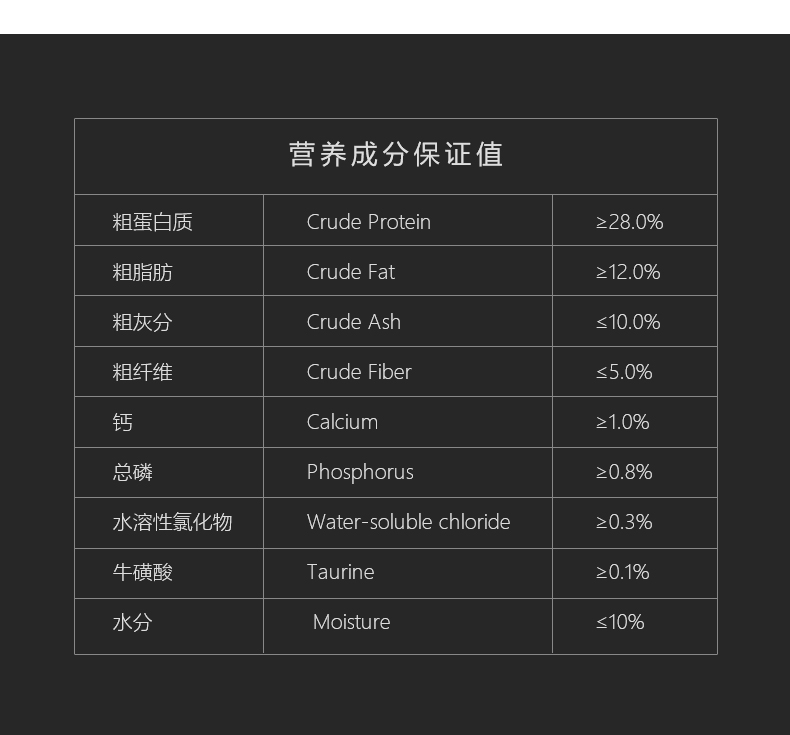 营养成分保证值
粗蛋白质 Crude Protein ≥28.0%
粗脂肪 Crude Fat ≥12.0%
粗灰分 Crude Ash ≤10.0%
粗纤维 Crude Fiber ≤5.0%
钙 Calcium ≥1.0%
总磷 Phosphorus ≥0.8%
水溶性氯化物 Water-soluble chloride ≥0.3%
牛磺酸 Taurine ≥0.1%
水分 Moisture ≤10%